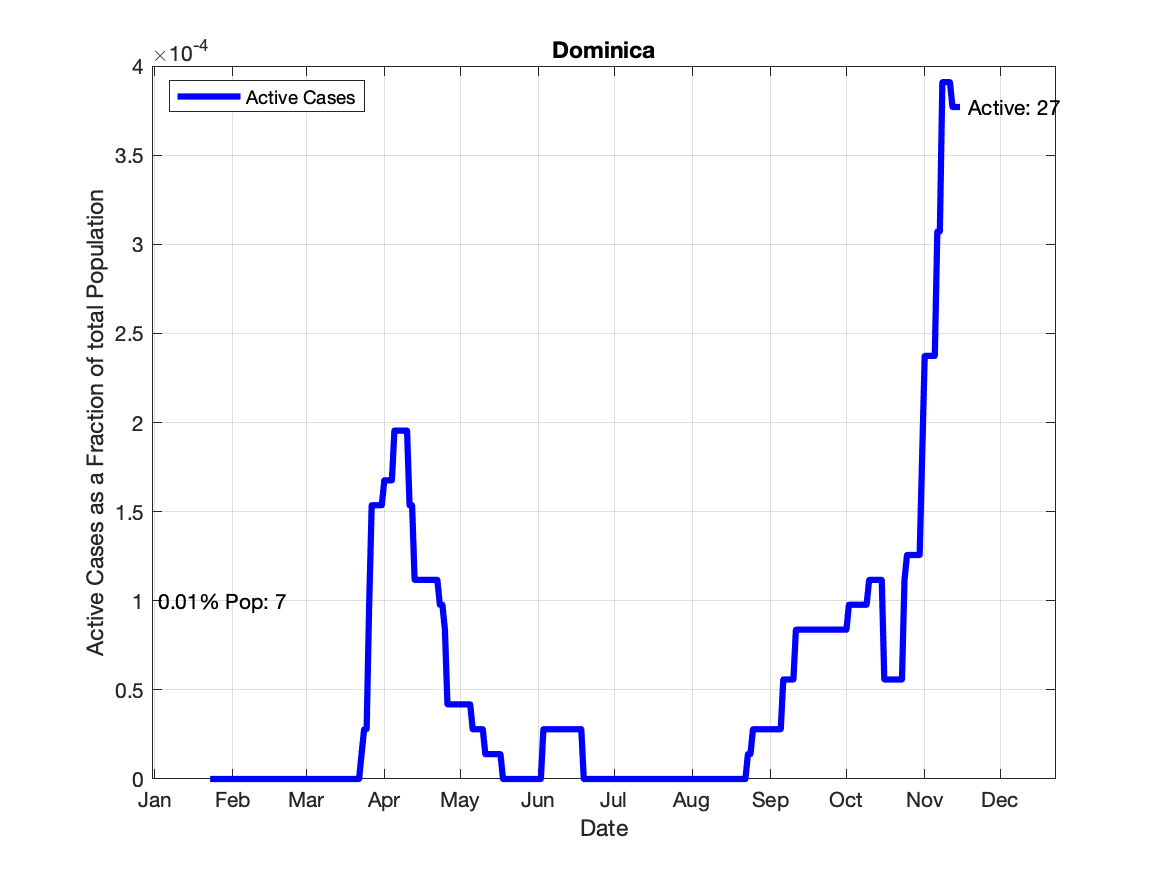 Dominica
×10-4
Active Cases
Active: 27
0.01% Pop: 7
4
3.5
3
2.5
2
1.5
1
0.5
0
Active Cases as a Fraction of total Population
Jan Feb Mar Apr May Jun Jul Aug Sep Oct Nov Dec
Date